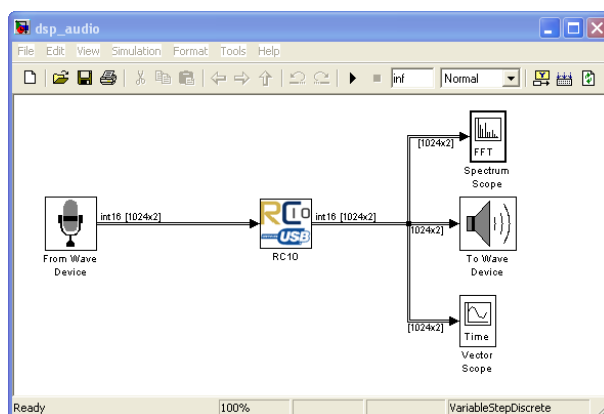 dsp_audio
File Edit View Simulation Format Tools Help
inf Normal
[1024x2]
FFT
Spectrum
Scope
int16 [1024x2]
RC10
USB
int16 [1024x2]
[1024x2]
From Wave
Device
RC10
To Wave
Device
[1024x2]
Time
Vector
Scope
Ready 100% VariableStepDiscrete